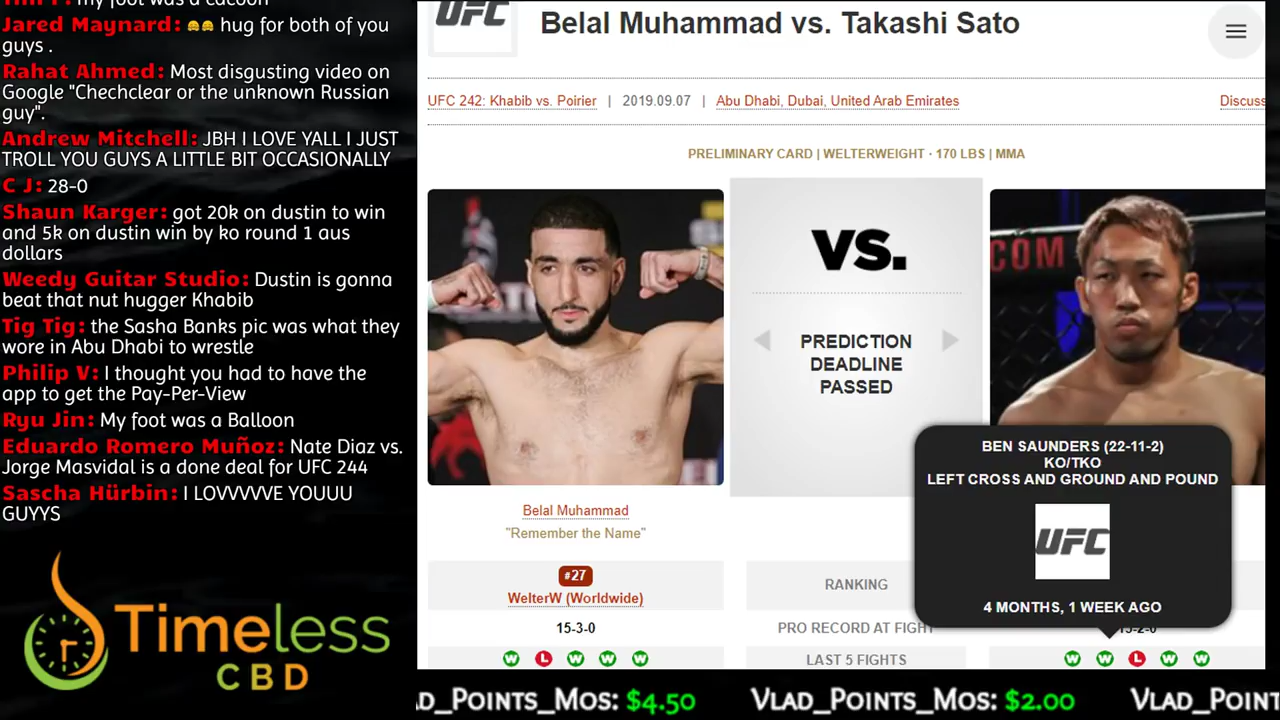 Jared Maynard: hug for both of you
guys .
Rahat Ahmed: Most disgusting video on
Google "Chechclear or the unknown Russian
guy".
Andrew Mitchell: JBH I LOVE YALL I JUST
TROLL YOU GUYS A LITTLE BIT OCCASIONALLY
C J: 28-0
Shaun Karger: got 20k on dustin to win
and 5k on dustin win by ko round 1 aus
dollars
Weedy Guitar Studio: Dustin is gonna
beat that nut hugger Khabib
Tig Tig: the Sasha Banks pic was what they
wore in Abu Dhabi to wrestle
Philip V: I thought you had to have the
app to get the Pay-Per-View
Ryu Jin: My foot was a Balloon
Eduardo Romero Muñoz: Nate Diaz vs.
Jorge Masvidal is a done deal for UFC 244
Sascha Hürbin: I LOVVVVVE YOUUU
GUYYS
Timeless
CBD
UFC
Belal Muhammad vs. Takashi Sato
UFC 242: Khabib vs. Poirier | 2019.09.07 | Abu Dhabi, Dubai, United Arab Emirates
Discuss
PRELIMINARY CARD | WELTERWEIGHT · 170 LBS | MMA
VS.
PREDICTION
DEADLINE
PASSED
COM
BEN SAUNDERS (22-11-2)
KO/TKO
LEFT CROSS AND GROUND AND POUND
UFC
4 MONTHS, 1 WEEK AGO
Belal Muhammad
"Remember the Name"
#27
WelterW (Worldwide)
RANKING
15-3-0
PRO RECORD AT FIGHT
W L W W W
LAST 5 FIGHTS
W W L W W
D_Points_Mos: $4.50 Vlad_Points_Mos: $2.00 Vlad_Point